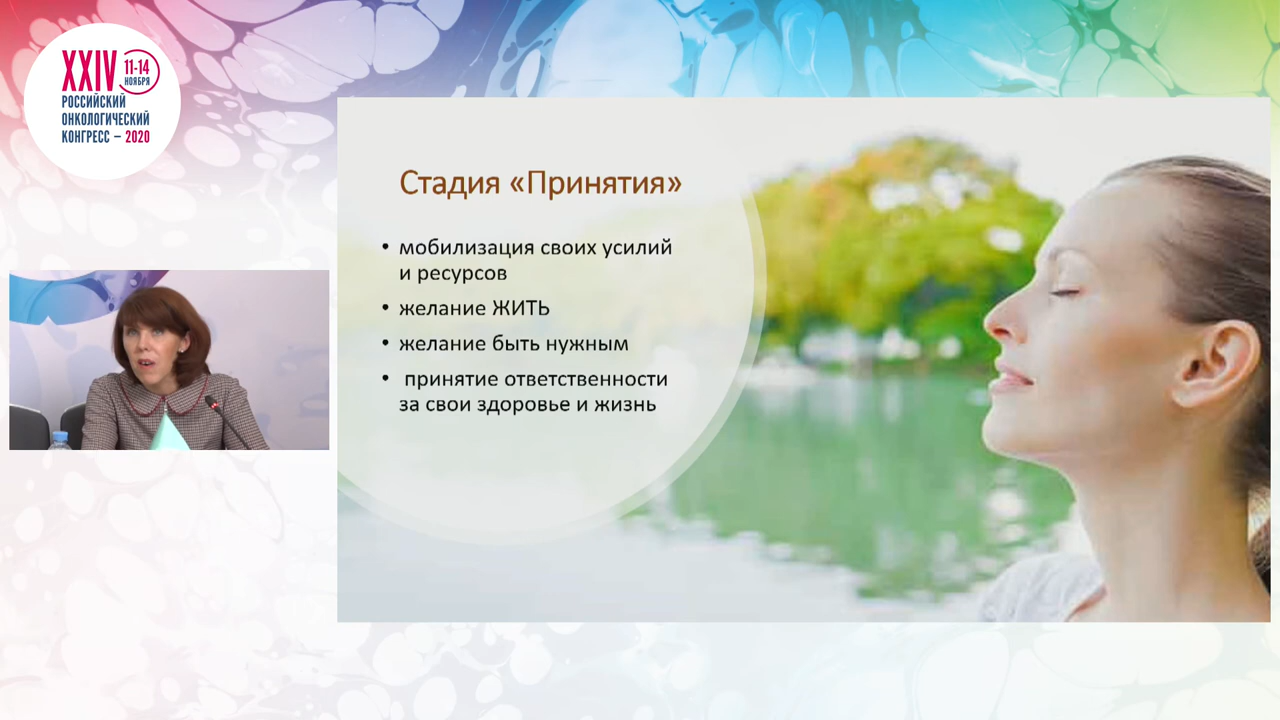 XXIV
11-14
НОЯБРЯ
РОССИЙСКИЙ
ОНКОЛОГИЧЕСКИЙ
КОНГРЕСС – 2020
Стадия «Принятия»
• мобилизация своих усилий
и ресурсов
• желание ЖИТЬ
• желание быть нужным
• принятие ответственности
за свои здоровье и жизнь